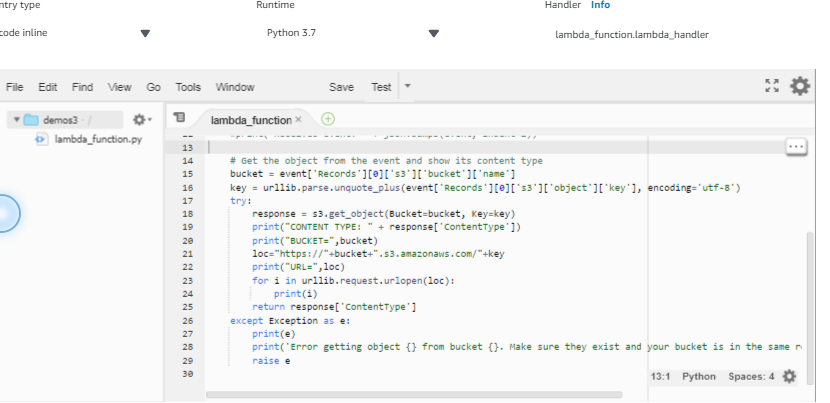 ntry type Runtime Handler Info
code inline Python 3.7 lambda_function.lambda_handler
File Edit Find View Go Tools Window Save Test
demos3 - / lambda_function
lambda_function.py
13
14 # Get the object from the event and show its content type
15 bucket = event['Records'][0]['s3']['bucket']['name']
16 key = urllib.parse.unquote_plus(event['Records'][0]['s3']['object']['key'], encoding='utf-8')
17 try:
18 response = s3.get_object(Bucket=bucket, Key=key)
19 print("CONTENT TYPE: " + response['ContentType'])
20 print("BUCKET=",bucket)
21 loc="https://"+bucket+".s3.amazonaws.com/"+key
22 print("URL=",loc)
23 for i in urllib.request.urlopen(loc):
24 print(i)
25 return response['ContentType']
26 except Exception as e:
27 print(e)
28 print('Error getting object {} from bucket {}. Make sure they exist and your bucket is in the same r
29 raise e
30
13:1 Python Spaces: 4